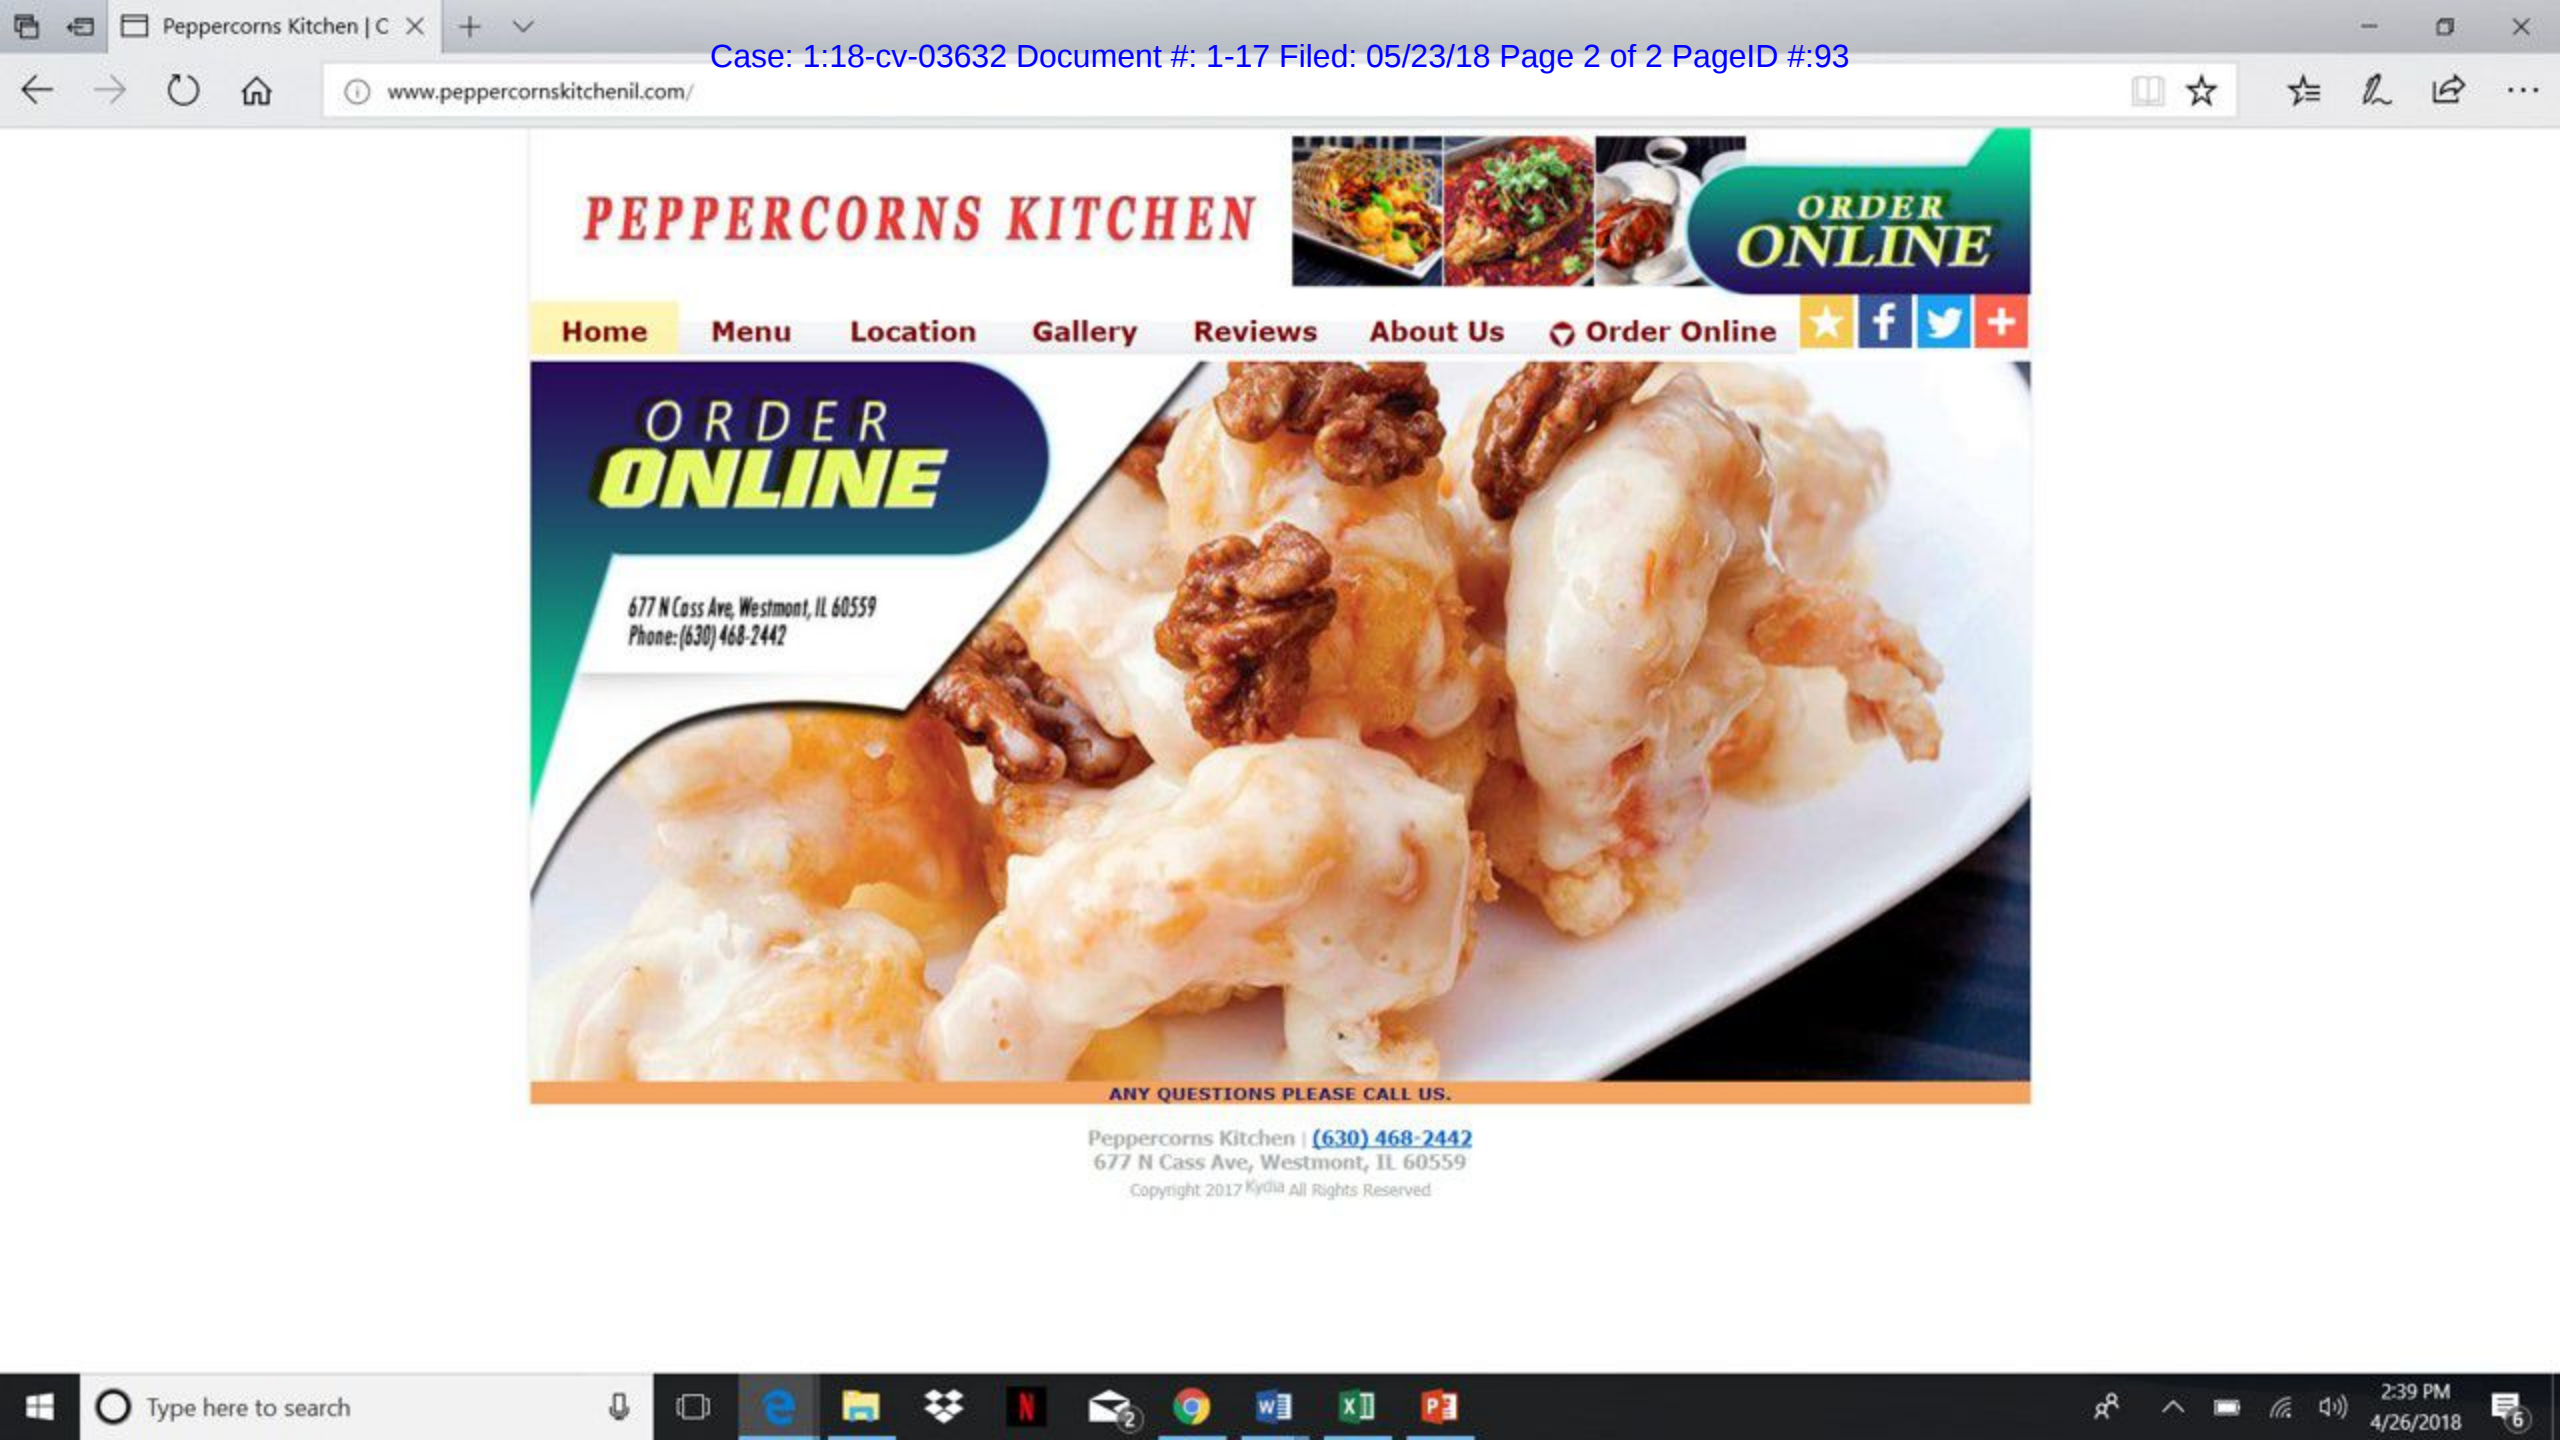 Peppercorns Kitchen | C
Case: 1:18-cv-03632 Document #: 1-17 Filed: 05/23/18 Page 2 of 2 PageID #:93
www.peppercornskitchenil.com/
PEPPERCORNS KITCHEN
ORDER
ONLINE
Home Menu Location Gallery Reviews About Us Order Online
ORDER
ONLINE
677 N Cass Ave, Westmont, IL 60559
Phone: (630) 468-2442
ANY QUESTIONS PLEASE CALL US.
Peppercorns Kitchen | (630) 468-2442
677 N Cass Ave, Westmont, IL 60559
Copyright 2017 Kydia All Rights Reserved
Type here to search
2
2:39 PM
4/26/2018
6